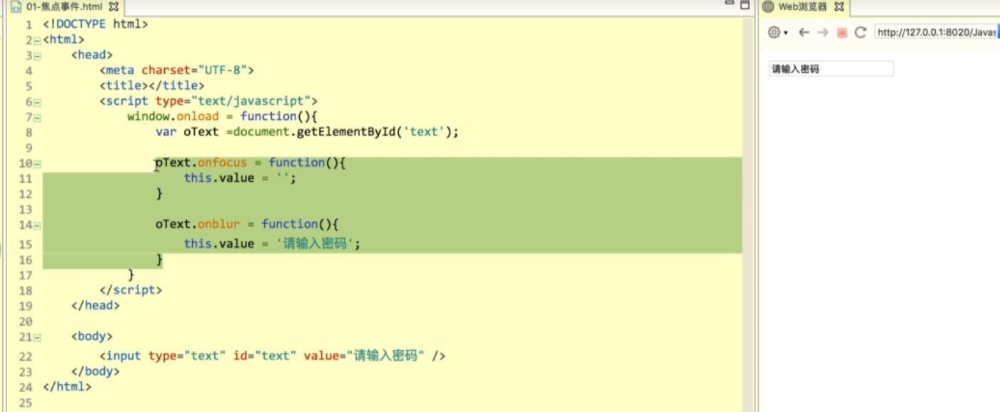 01-焦点事件.html
Web浏览器
http://127.0.0.1:8020/Javas
请输入密码
1 <!DOCTYPE html>
2 <html>
3 <head>
4 <meta charset="UTF-8">
5 <title></title>
6 <script type="text/javascript">
7 window.onload = function(){
8 var oText =document.getElementById('text');
9
10 oText.onfocus = function(){
11 this.value = '';
12 }
13
14 oText.onblur = function(){
15 this.value = '请输入密码';
16 }
17 }
18 </script>
19 </head>
20
21 <body>
22 <input type="text" id="text" value="请输入密码" />
23 </body>
24 </html>
25